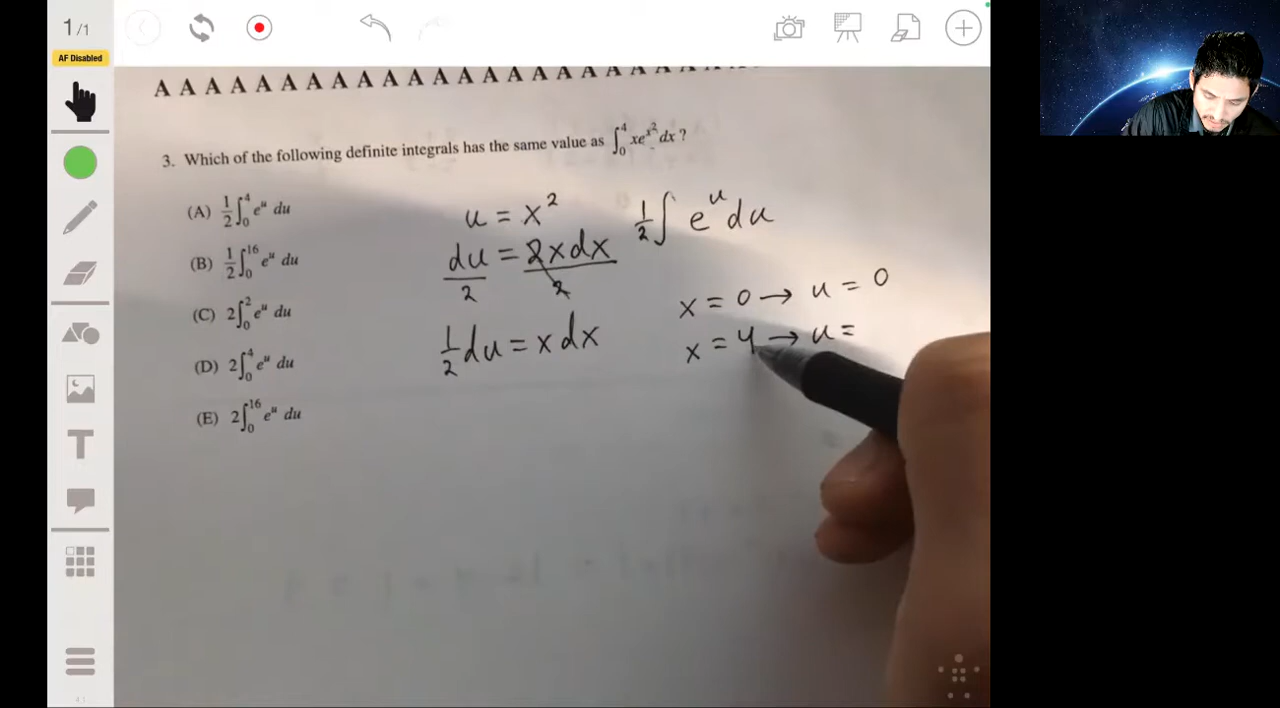 1/1
AF Disabled
A A A A A A A A A A A A A A A A A A A A A A
3. Which of the following definite integrals has the same value as ∫₀⁴ xe^{x²} dx ?
(A) 1/2 ∫₀⁴ e^u du
(B) 1/2 ∫₀¹⁶ e^u du
(C) 2∫₀² e^u du
(D) 2∫₀⁴ e^u du
(E) 2∫₀¹⁶ e^u du
u = x²
du/2 = 2xdx/2
1/2 du = x dx
1/2 ∫ e^u du
x = 0 → u = 0
x = 4 → u =
T